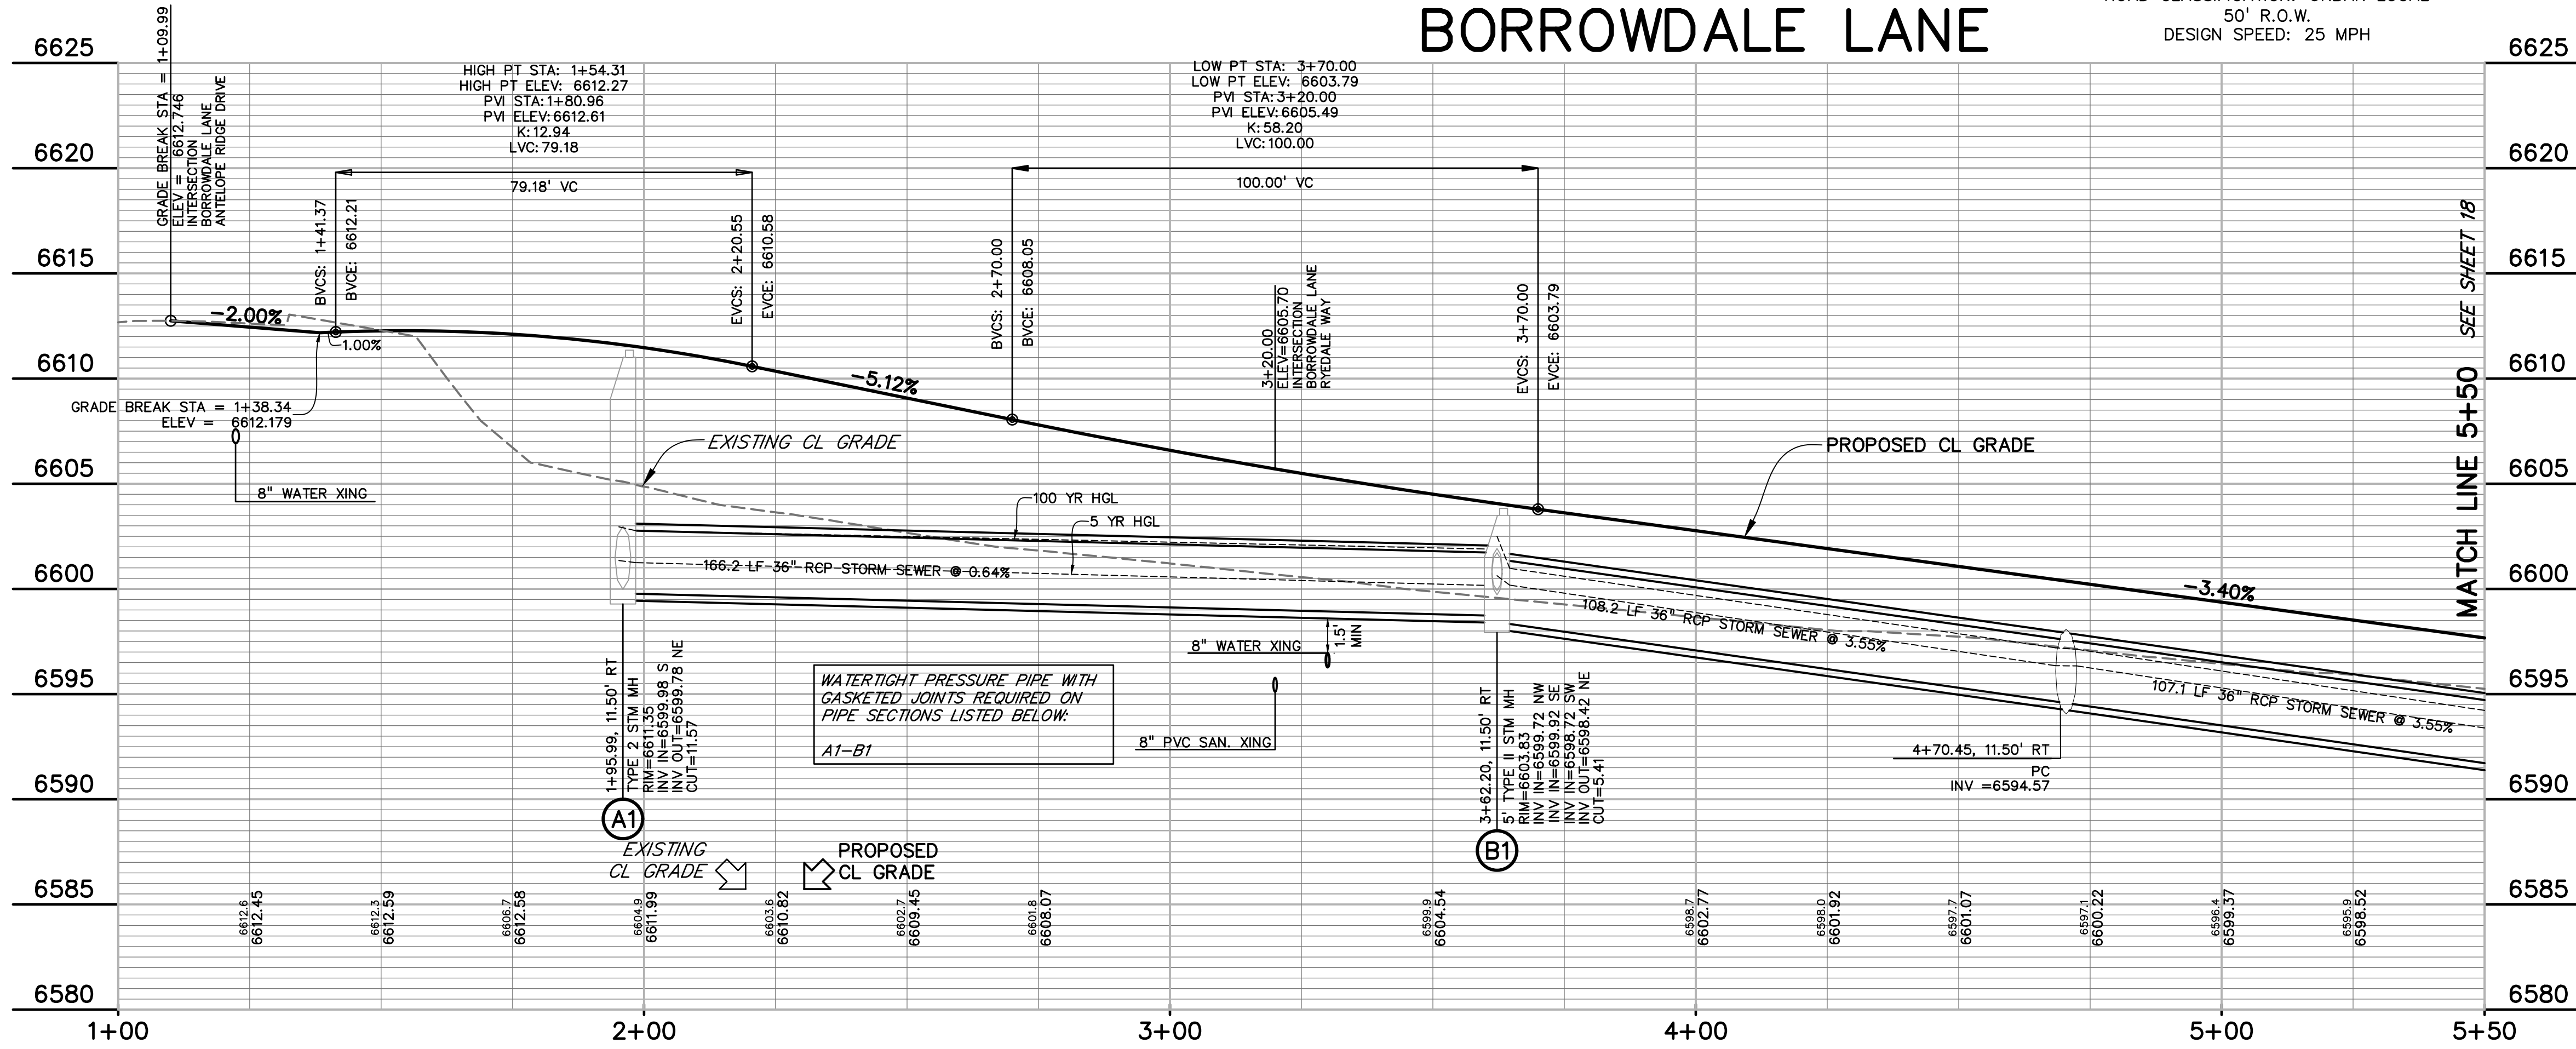 BORROWDALE LANE
50' R.O.W.
DESIGN SPEED: 25 MPH
6625
6620
6615
6610
6605
6600
6595
6590
6585
6580
6625
6620
6615
6610
6605
6600
6595
6590
6585
6580
GRADE BREAK STA = 1+09.99
ELEV = 6612.746
INTERSECTION
BORROWDALE LANE
ANTELOPE RIDGE DRIVE
HIGH PT STA: 1+54.31
HIGH PT ELEV: 6612.27
PVI STA:1+80.96
PVI ELEV:6612.61
K:12.94
LVC:79.18
79.18' VC
BVCS: 1+41.37
BVCE: 6612.21
EVCS: 2+20.55
EVCE: 6610.58
LOW PT STA: 3+70.00
LOW PT ELEV: 6603.79
PVI STA:3+20.00
PVI ELEV:6605.49
K:58.20
LVC:100.00
100.00' VC
BVCS: 2+70.00
BVCE: 6608.05
3+20.00
ELEV=6605.70
INTERSECTION
BORROWDALE LANE
RYEDALE WAY
EVCS: 3+70.00
EVCE: 6603.79
MATCH LINE 5+50 SEE SHEET 18
-2.00%
1.00%
-5.12%
-3.40%
GRADE BREAK STA = 1+38.34
ELEV = 6612.179
8" WATER XING
EXISTING CL GRADE
PROPOSED CL GRADE
100 YR HGL
5 YR HGL
166.2 LF 36" RCP STORM SEWER @ 0.64%
108.2 LF 36" RCP STORM SEWER @ 3.55%
107.1 LF 36" RCP STORM SEWER @ 3.55%
8" WATER XING
1.5'
MIN
8" PVC SAN. XING
WATERTIGHT PRESSURE PIPE WITH
GASKETED JOINTS REQUIRED ON
PIPE SECTIONS LISTED BELOW:
A1-B1
1+95.99, 11.50' RT
TYPE 2 STM MH
RIM=6611.35
INV IN=6599.98 S
INV OUT=6599.78 NE
CUT=11.57
A1
3+62.20, 11.50' RT
5' TYPE II STM MH
RIM=6603.83
INV IN=6599.72 NW
INV IN=6599.92 SE
INV IN=6598.72 SW
INV OUT=6598.42 NE
CUT=5.41
B1
4+70.45, 11.50' RT
PC
INV =6594.57
EXISTING
CL GRADE
PROPOSED
CL GRADE
6612.6
6612.45
6612.3
6612.59
6606.7
6612.58
6604.9
6611.99
6603.6
6610.82
6602.7
6609.45
6601.8
6608.07
6599.9
6604.54
6598.7
6602.77
6598.0
6601.92
6597.7
6601.07
6597.1
6600.22
6596.4
6599.37
6595.9
6598.52
1+00
2+00
3+00
4+00
5+00
5+50